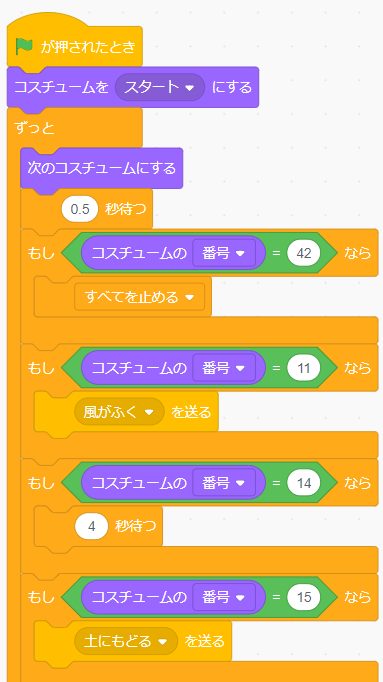 が押されたとき
コスチュームを スタート にする
ずっと
次のコスチュームにする
0.5 秒待つ
もし コスチュームの 番号 = 42 なら
すべてを止める
もし コスチュームの 番号 = 11 なら
風がふく を送る
もし コスチュームの 番号 = 14 なら
4 秒待つ
もし コスチュームの 番号 = 15 なら
土にもどる を送る